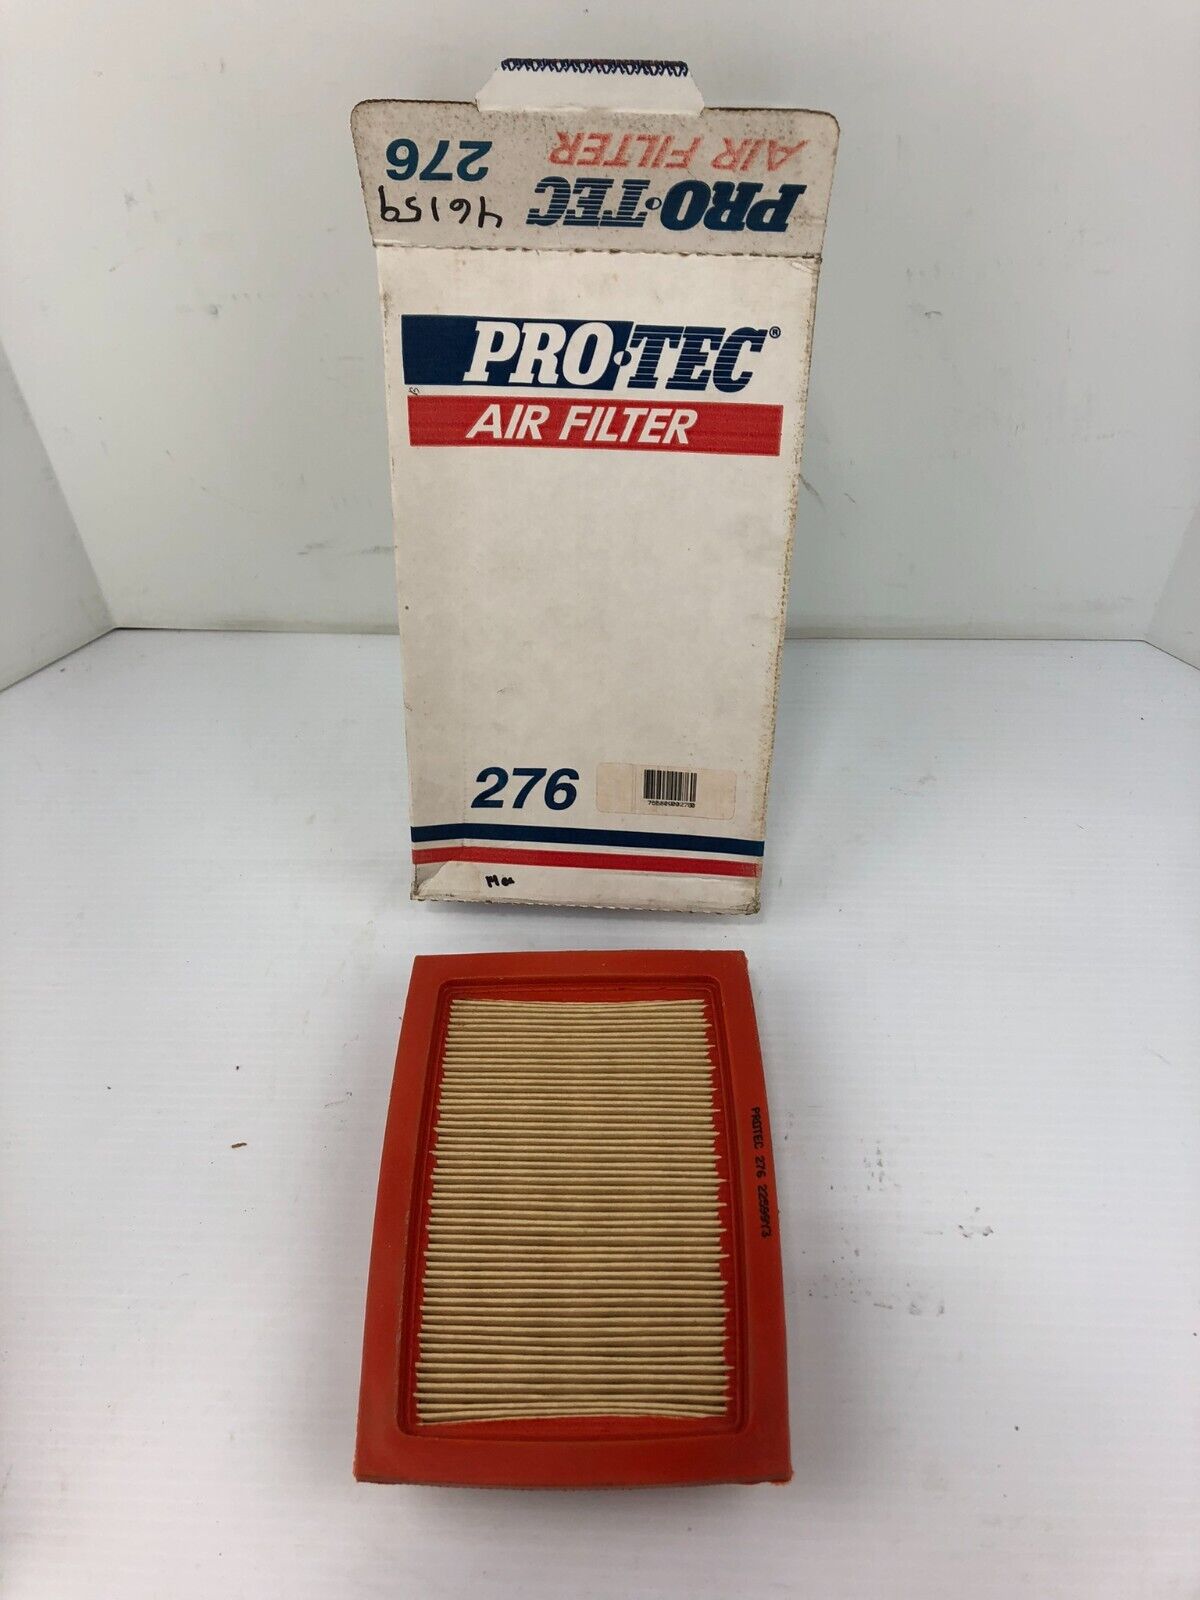 AIR FILTER
276
PRO•TEC
46159
PRO•TEC®
AIR FILTER
276
PROTEC 276